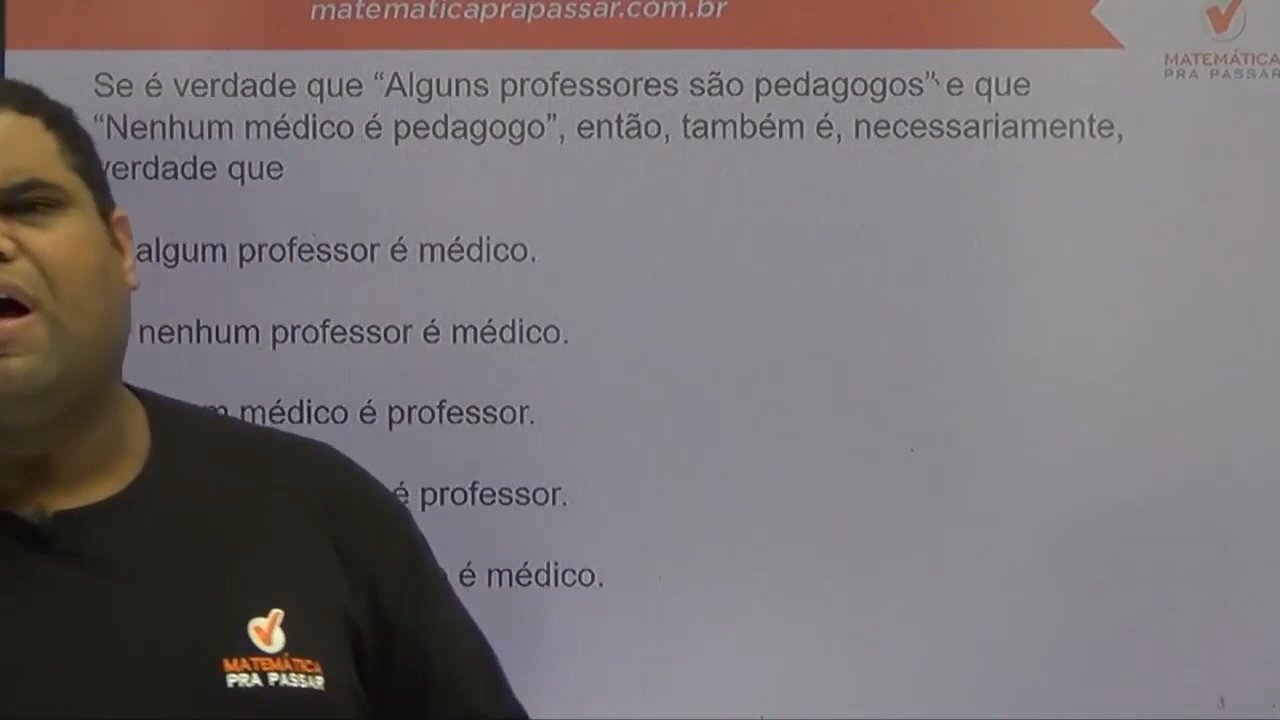 matematicaprapassar.com.br
MATEMÁTICA
PRA PASSAR
Se é verdade que “Alguns professores são pedagogos” e que
“Nenhum médico é pedagogo”, então, também é, necessariamente,
verdade que
algum professor é médico.
nenhum professor é médico.
médico é professor.
é professor.
é médico.
MATEMÁTICA
PRA PASSAR
3